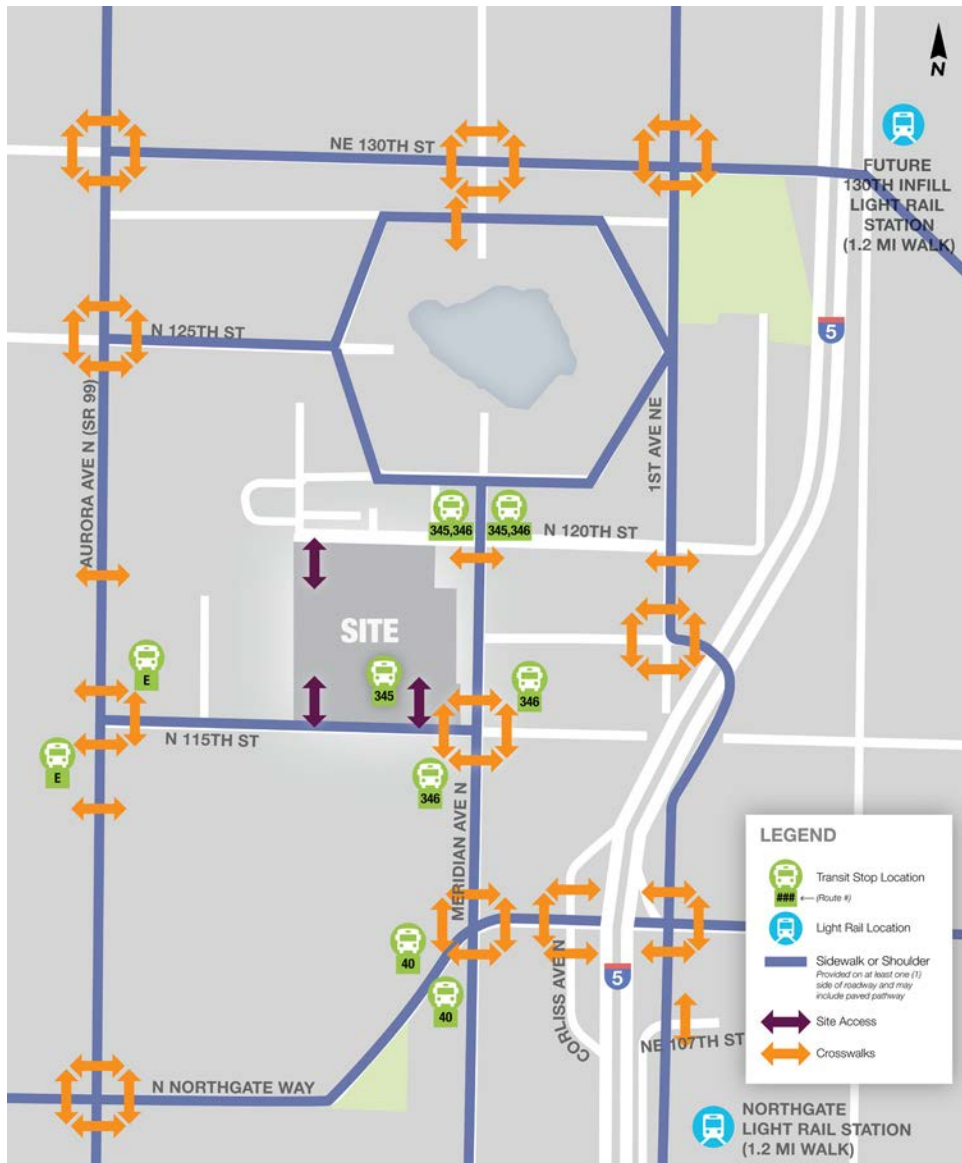 N
NE 130TH ST
FUTURE
130TH INFILL
LIGHT RAIL
STATION
(1.2 MI WALK)
N 125TH ST
5
AURORA AVE N (SR 99)
1ST AVE NE
345,346
345,346
N 120TH ST
SITE
E
345
346
N 115TH ST
E
346
MERIDIAN AVE N
LEGEND
Transit Stop Location
###
(Route #)
Light Rail Location
Sidewalk or Shoulder
Provided on at least one (1)
side of roadway and may
include paved pathway
Site Access
Crosswalks
40
40
CORLISS AVE N
5
NE 107TH ST
N NORTHGATE WAY
NORTHGATE
LIGHT RAIL STATION
(1.2 MI WALK)